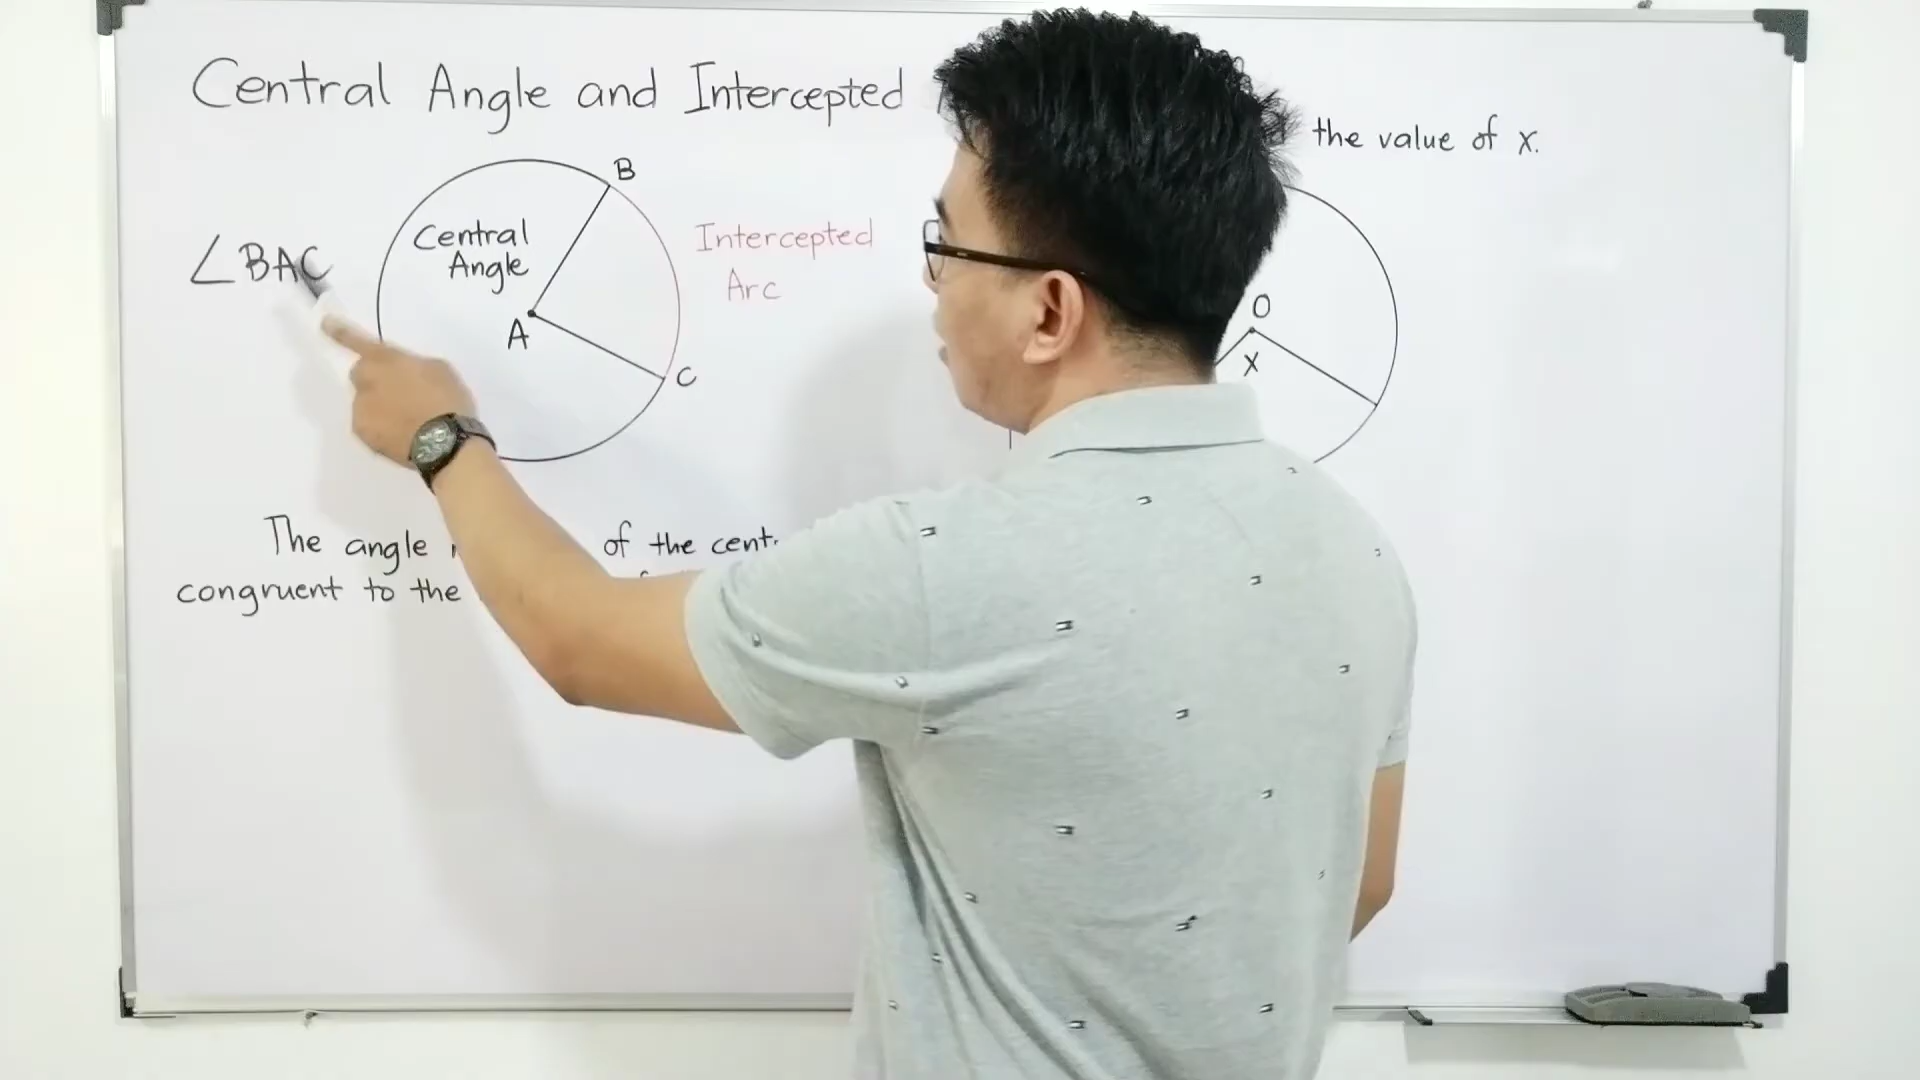 Central Angle and Intercepted
the value of x.
B
Central
Angle
Intercepted
Arc
∠BAC
A
C
O
X
The angle of the
congruent to the